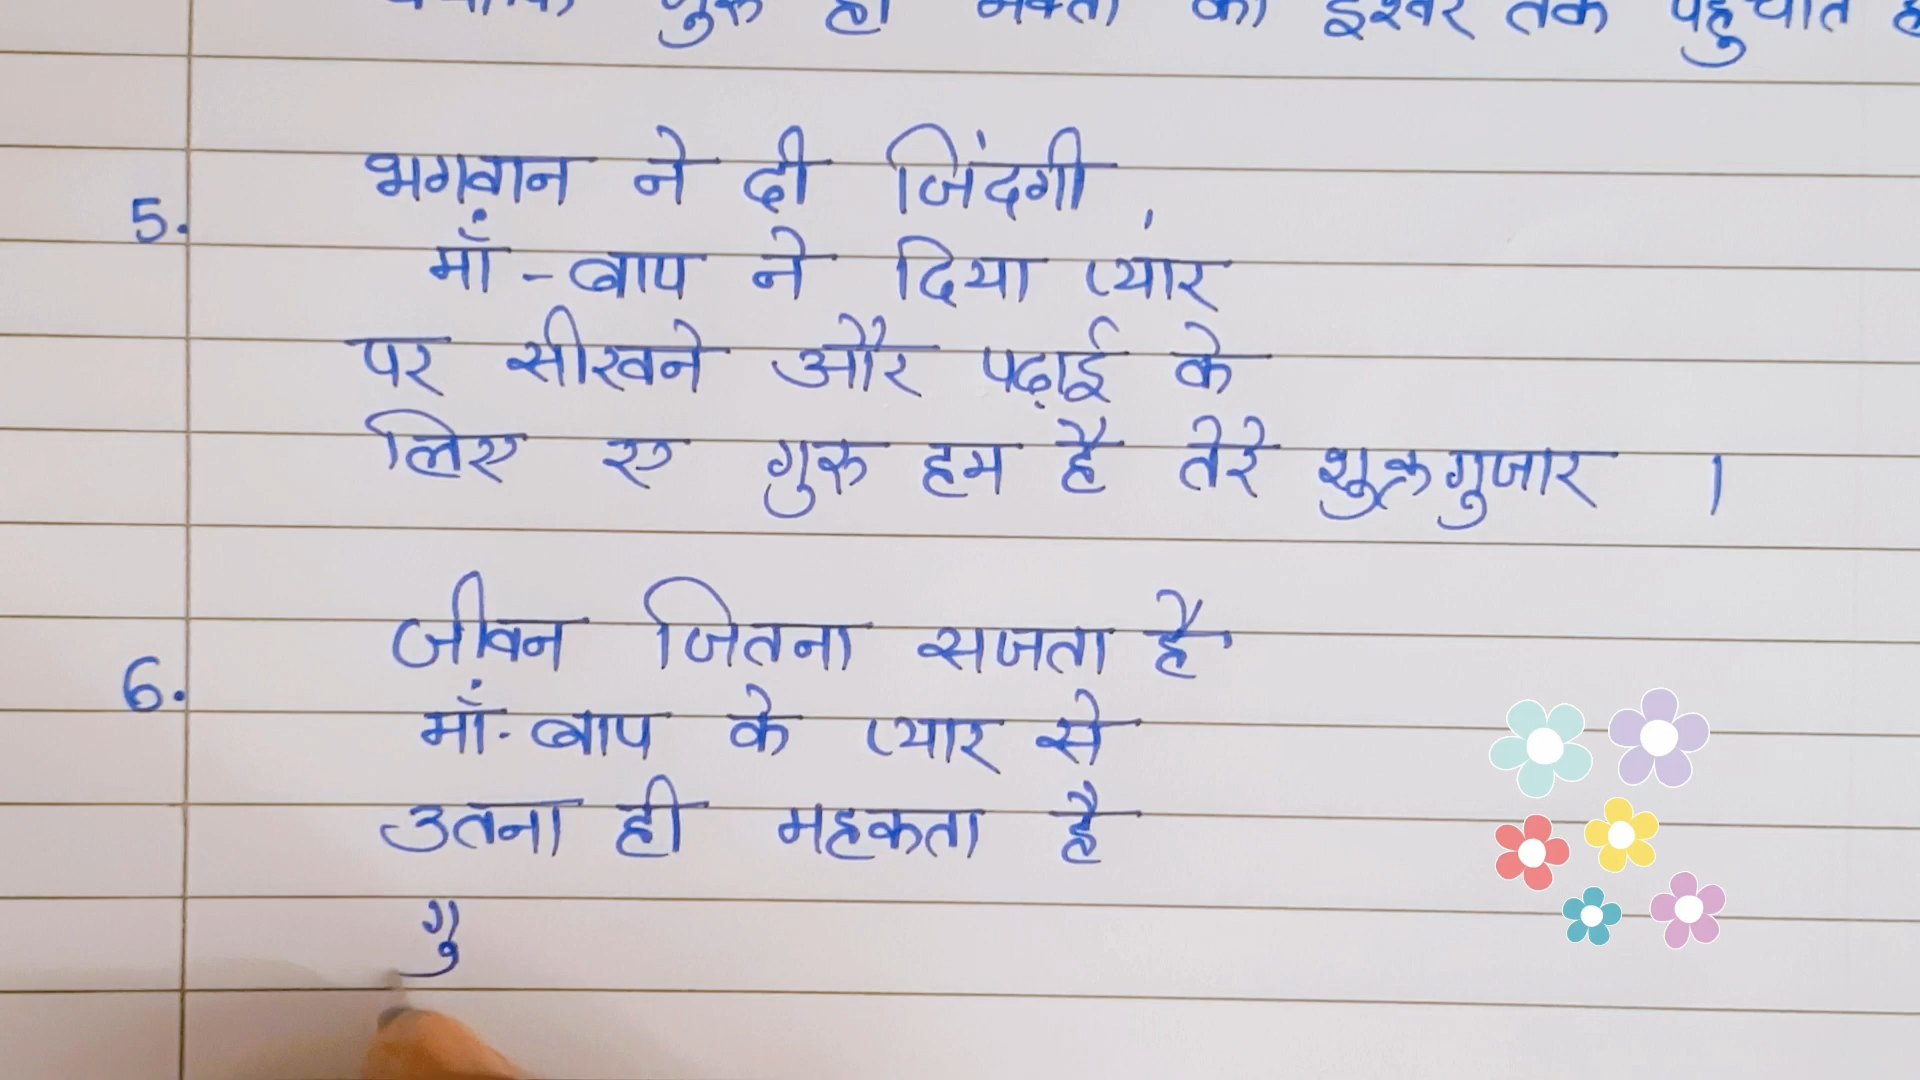 गुरु ही भक्तों को ईश्वर तक पहुंचाते
5. भगवान ने दी जिंदगी,
माँ - बाप ने दिया प्यार
पर सीखने और पढ़ाई के
लिए ए गुरु हम है तेरे शुक्रगुजार ।
6. जीवन जितना सजता है
माँ - बाप के प्यार से
उतना ही महकता है
गु